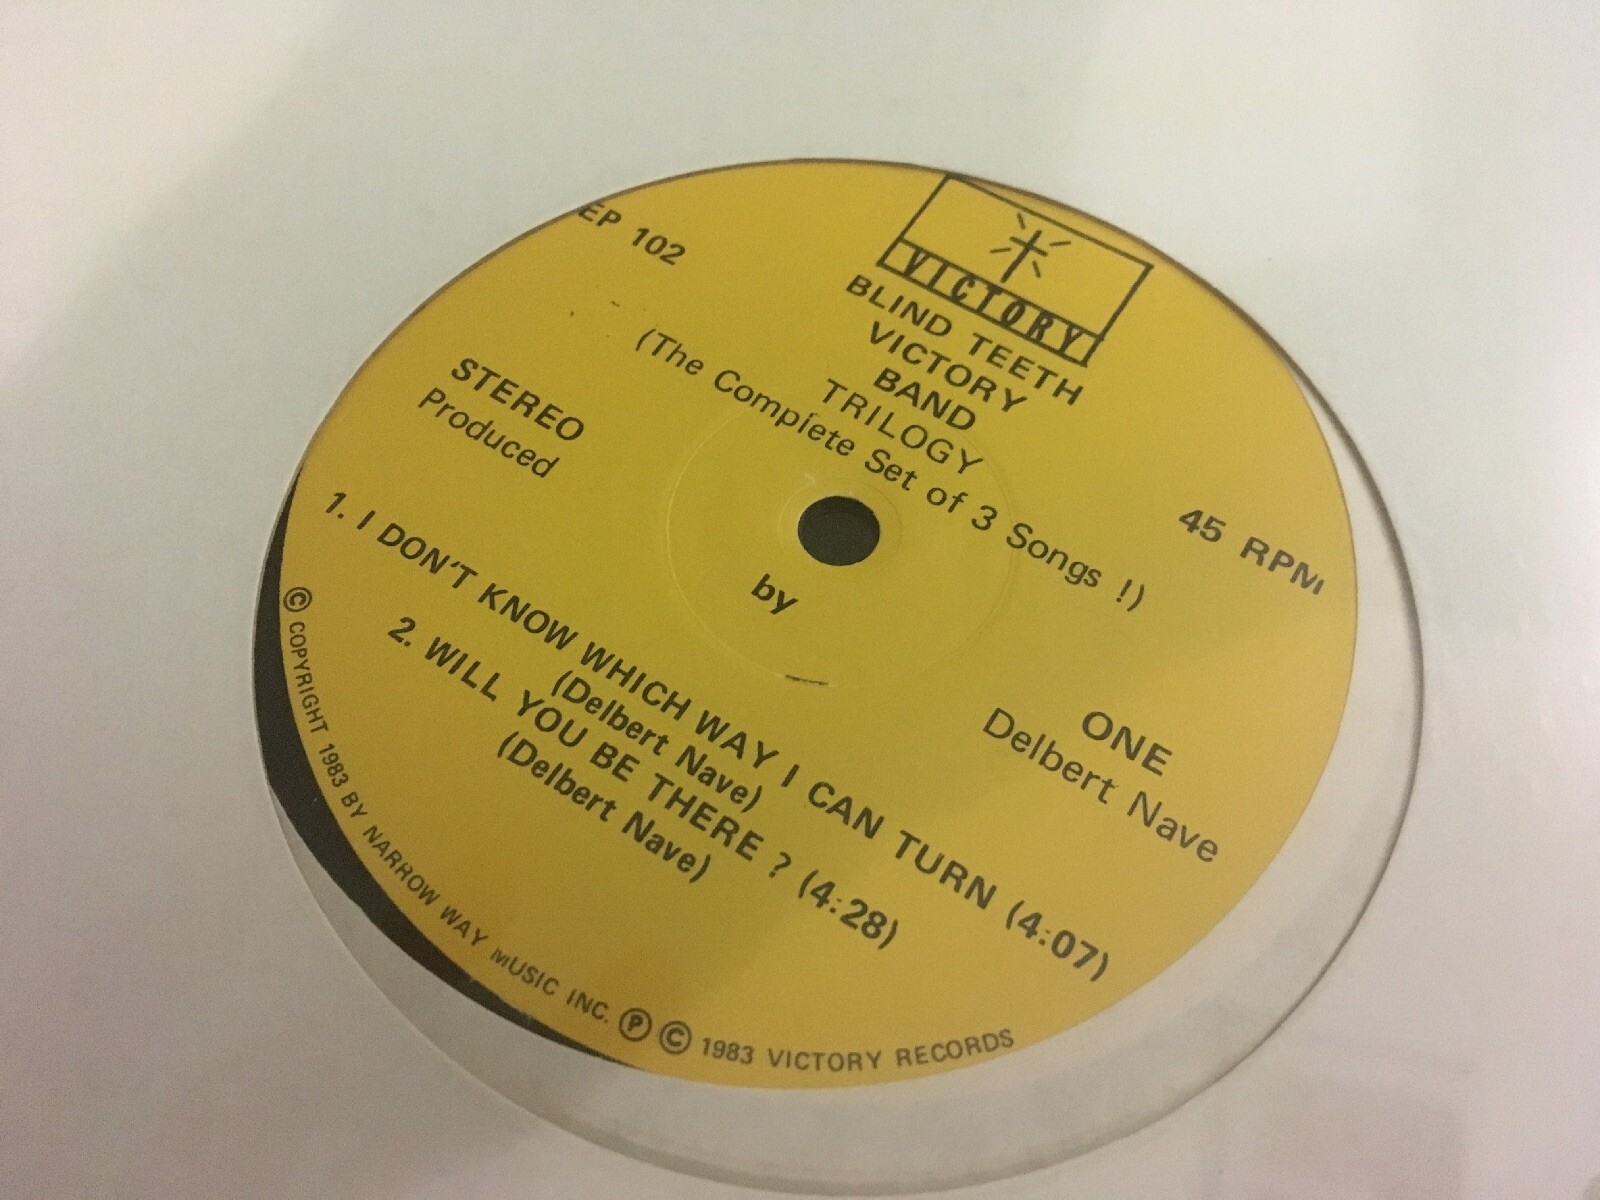 VICTORY
EP 102
BLIND TEETH
VICTORY
BAND
TRILOGY
(The Complete Set of 3 Songs !)
STEREO
45 RPM
Produced
by
ONE
Delbert Nave
1. I DON'T KNOW WHICH WAY I CAN TURN (4:07)
(Delbert Nave)
2. WILL YOU BE THERE ? (4:28)
(Delbert Nave)
© COPYRIGHT 1983 BY NARROW WAY MUSIC INC. ℗ © 1983 VICTORY RECORDS